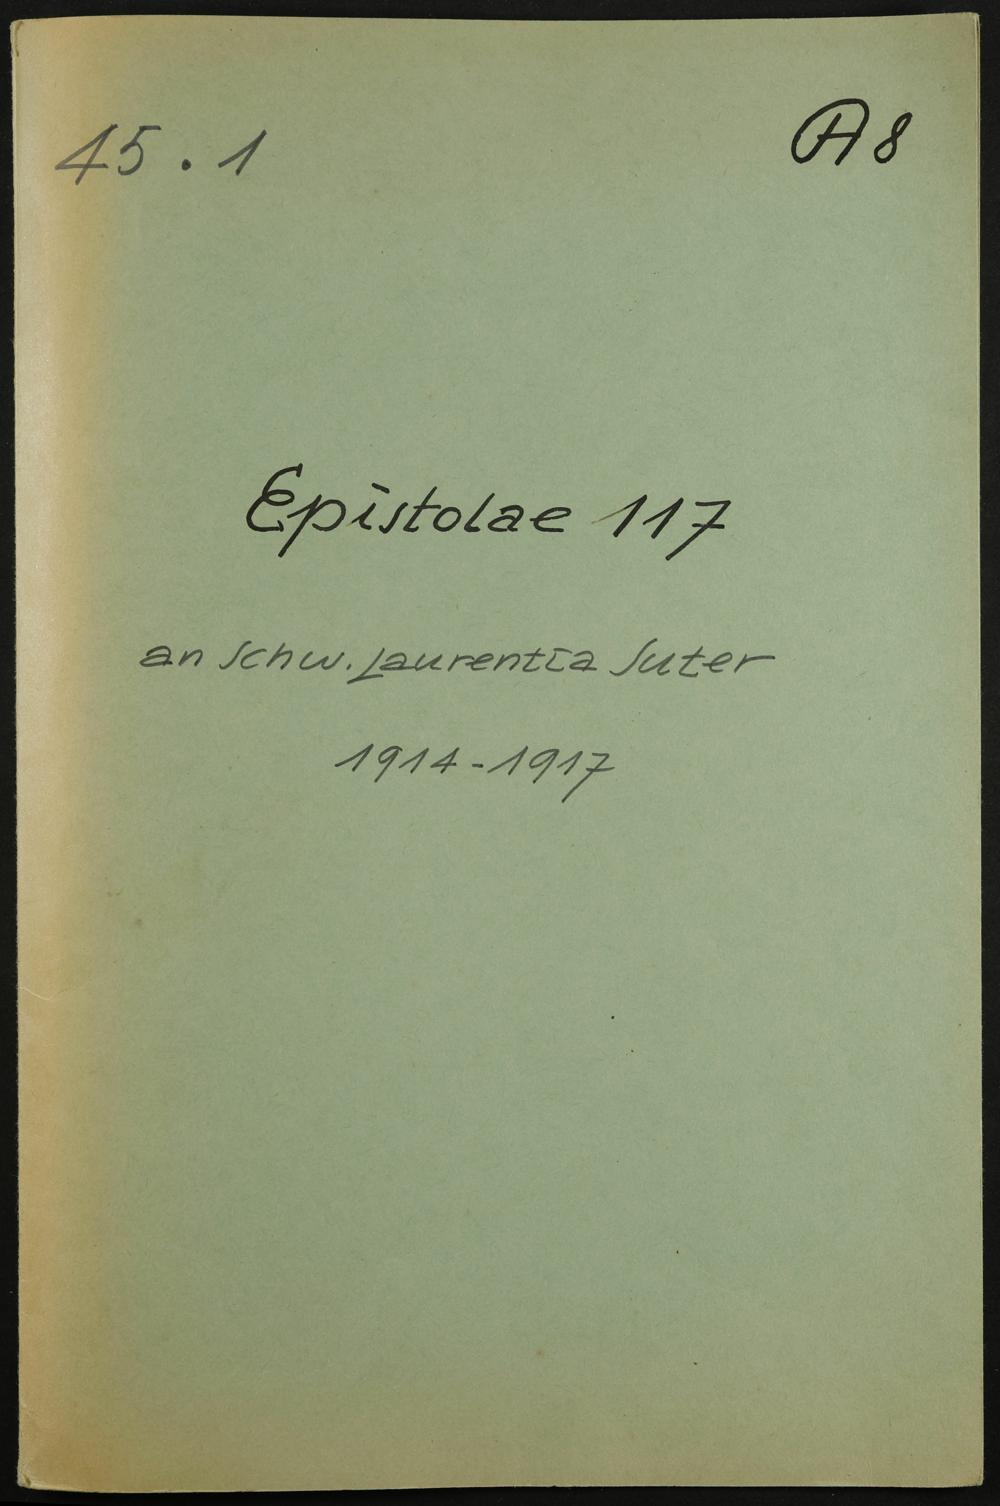 45.1
A8
Epistolae 117
an Schw. Laurentia Suter
1914-1917